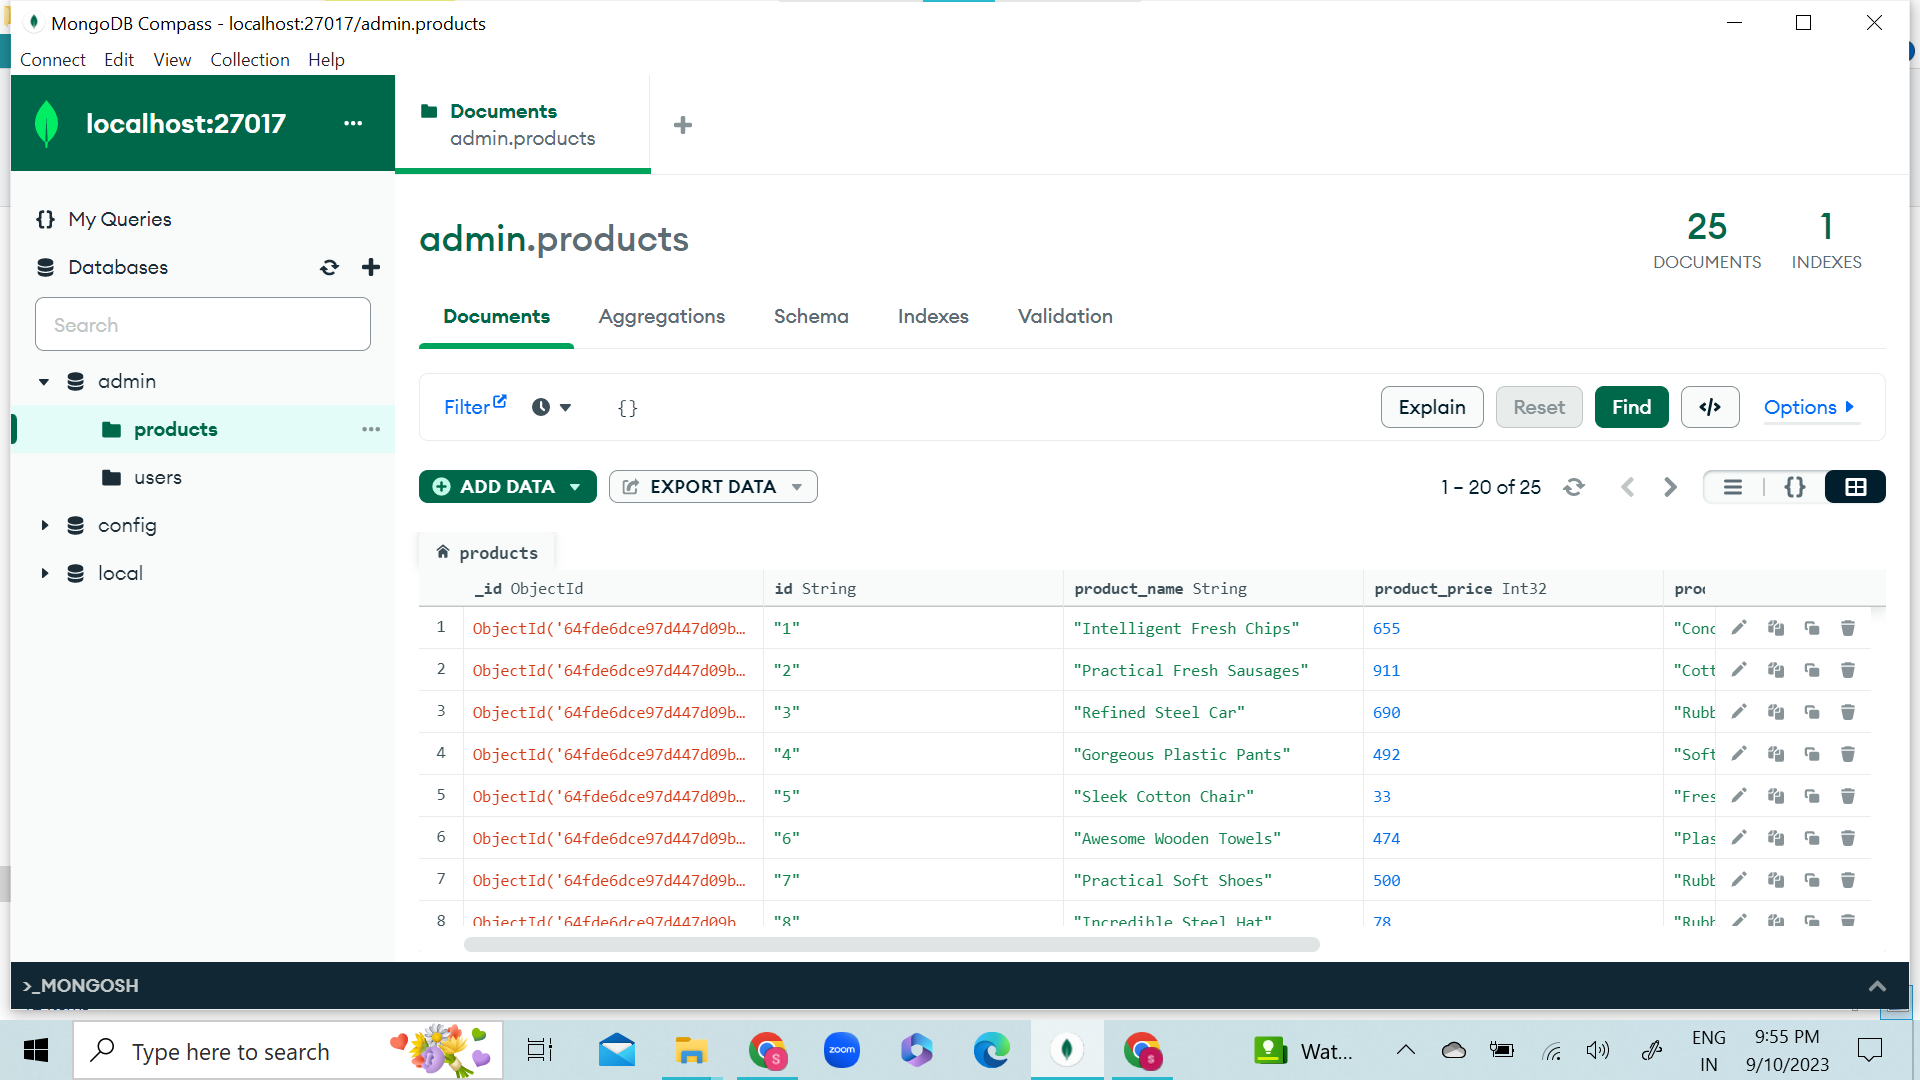 MongoDB Compass - localhost:27017/admin.products
Connect Edit View Collection Help
localhost:27017 ...
Documents
admin.products
My Queries
Databases
Search
admin
products ...
users
config
local
admin.products
25 DOCUMENTS
1 INDEXES
Documents Aggregations Schema Indexes Validation
Filter {} Explain Reset Find </> Options
ADD DATA EXPORT DATA 1 – 20 of 25 {}
products
_id ObjectId id String product_name String product_price Int32
1 ObjectId('64fde6dce97d447d09b… "1" "Intelligent Fresh Chips" 655 "Conc
2 ObjectId('64fde6dce97d447d09b… "2" "Practical Fresh Sausages" 911 "Cott
3 ObjectId('64fde6dce97d447d09b… "3" "Refined Steel Car" 690 "Rubb
4 ObjectId('64fde6dce97d447d09b… "4" "Gorgeous Plastic Pants" 492 "Soft
5 ObjectId('64fde6dce97d447d09b… "5" "Sleek Cotton Chair" 33 "Fres
6 ObjectId('64fde6dce97d447d09b… "6" "Awesome Wooden Towels" 474 "Plas
7 ObjectId('64fde6dce97d447d09b… "7" "Practical Soft Shoes" 500 "Rubb
8 ObjectId('64fde6dce97d447d09b "8" "Incredible Steel Hat" 78 "Rubb
>_MONGOSH
Type here to search
zoom
Wat...
ENG
IN
9:55 PM
9/10/2023